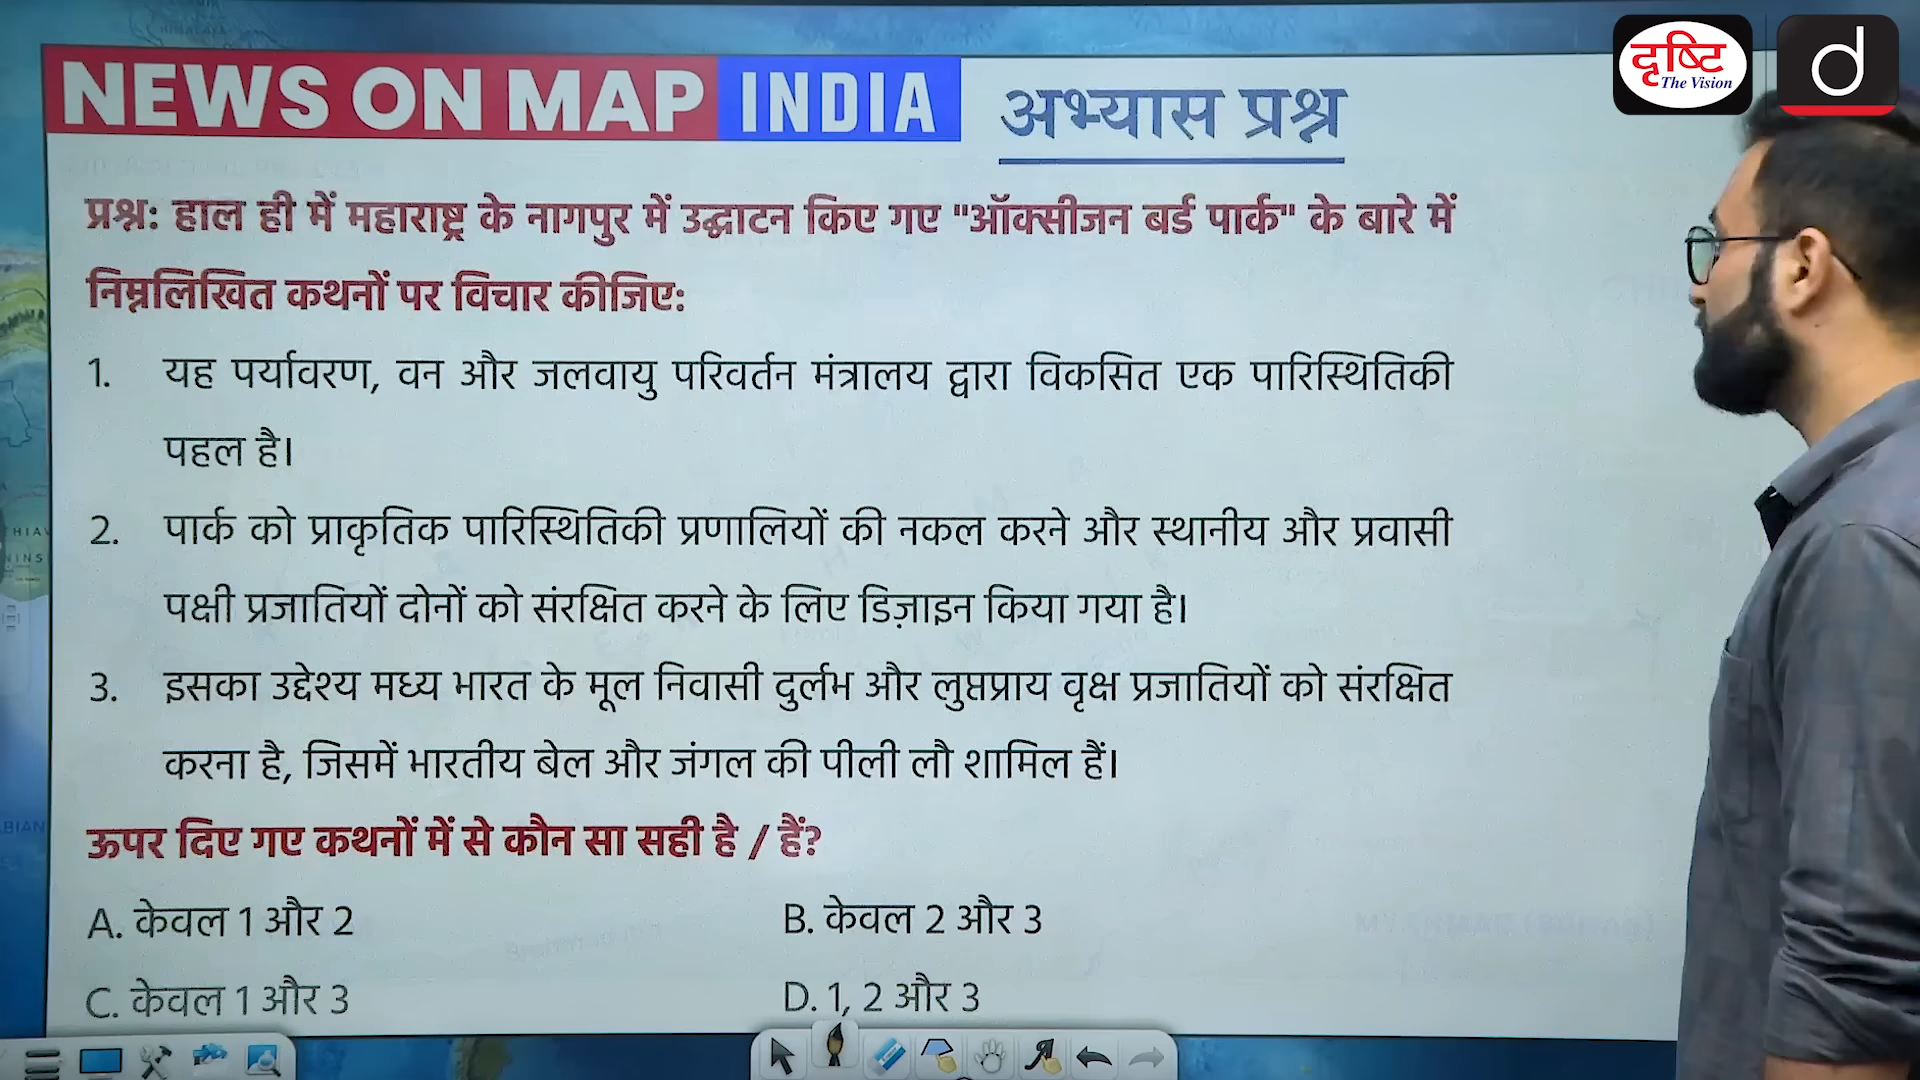 दृष्टि
The Vision
d
NEWS ON MAP INDIA अभ्यास प्रश्न
प्रश्न: हाल ही में महाराष्ट्र के नागपुर में उद्घाटन किए गए "ऑक्सीजन बर्ड पार्क" के बारे में
निम्नलिखित कथनों पर विचार कीजिए:
1. यह पर्यावरण, वन और जलवायु परिवर्तन मंत्रालय द्वारा विकसित एक पारिस्थितिकी
पहल है।
2. पार्क को प्राकृतिक पारिस्थितिकी प्रणालियों की नकल करने और स्थानीय और प्रवासी
पक्षी प्रजातियों दोनों को संरक्षित करने के लिए डिज़ाइन किया गया है।
3. इसका उद्देश्य मध्य भारत के मूल निवासी दुर्लभ और लुप्तप्राय वृक्ष प्रजातियों को संरक्षित
करना है, जिसमें भारतीय बेल और जंगल की पीली लौ शामिल हैं।
ऊपर दिए गए कथनों में से कौन सा सही है / हैं?
A. केवल 1 और 2 B. केवल 2 और 3
C. केवल 1 और 3 D. 1, 2 और 3